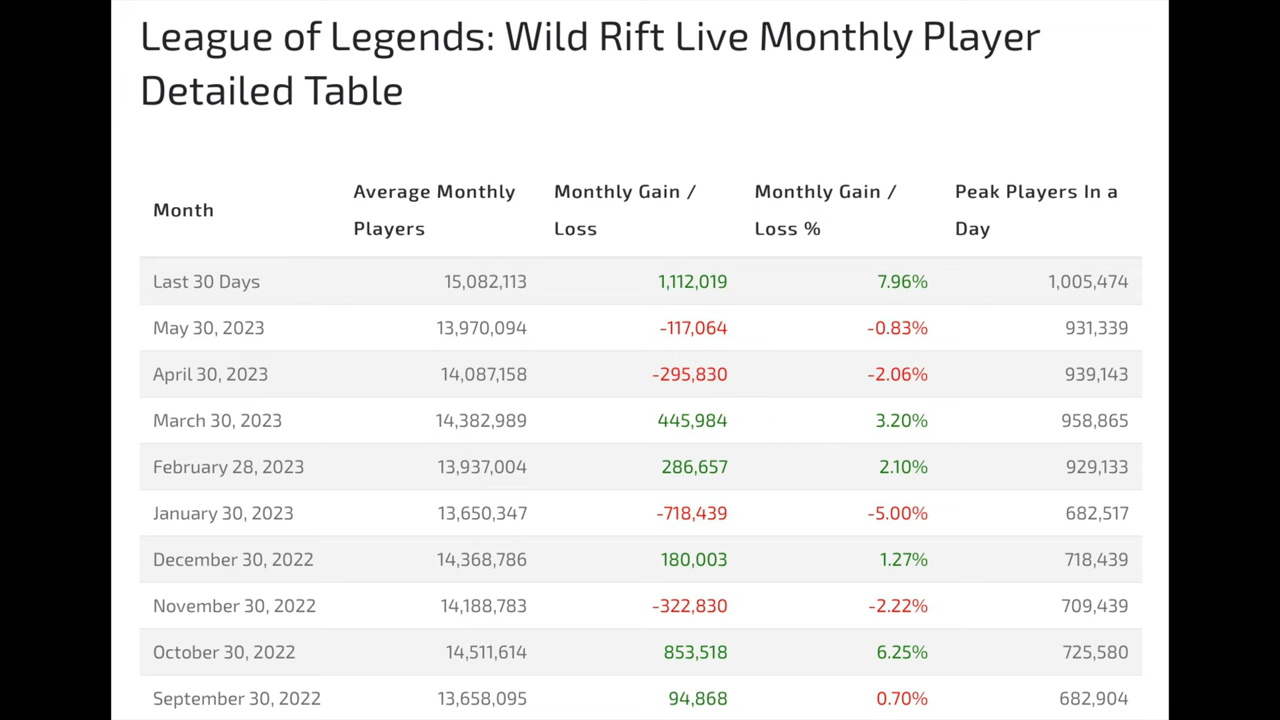 League of Legends: Wild Rift Live Monthly Player
Detailed Table
Month Average Monthly Players Monthly Gain / Loss Monthly Gain / Loss % Peak Players In a Day
Last 30 Days 15,082,113 1,112,019 7.96% 1,005,474
May 30, 2023 13,970,094 -117,064 -0.83% 931,339
April 30, 2023 14,087,158 -295,830 -2.06% 939,143
March 30, 2023 14,382,989 445,984 3.20% 958,865
February 28, 2023 13,937,004 286,657 2.10% 929,133
January 30, 2023 13,650,347 -718,439 -5.00% 682,517
December 30, 2022 14,368,786 180,003 1.27% 718,439
November 30, 2022 14,188,783 -322,830 -2.22% 709,439
October 30, 2022 14,511,614 853,518 6.25% 725,580
September 30, 2022 13,658,095 94,868 0.70% 682,904